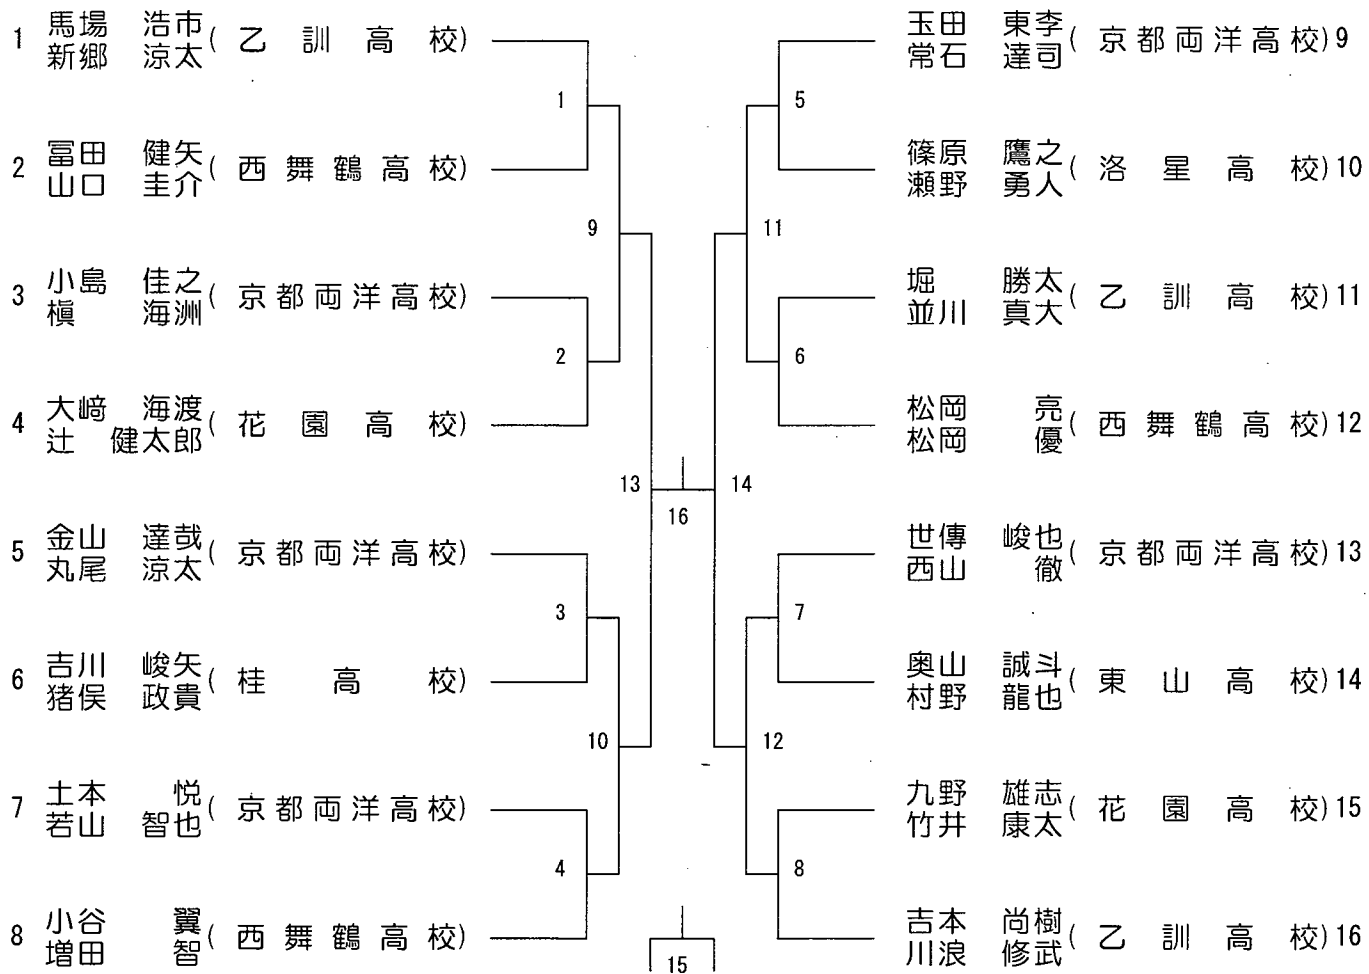 1 馬場 浩市 (乙訓高校)
新郷 涼太
2 冨田 健矢 (西舞鶴高校)
山口 圭介
3 小島 佳之 (京都両洋高校)
槇 海洲
4 大﨑 海渡 (花園高校)
辻 健太郎
5 金山 達哉 (京都両洋高校)
丸尾 涼太
6 吉川 峻矢 (桂高校)
猪俣 政貴
7 土本 悦 (京都両洋高校)
若山 智也
8 小谷 翼 (西舞鶴高校)
増田 智
1
2
3
4
9
10
13
16
15
14
11
12
5
6
7
8
玉田 東李 (京都両洋高校) 9
常石 達司
篠原 鷹之 (洛星高校) 10
瀬野 勇人
堀 勝太 (乙訓高校) 11
並川 真大
松岡 亮 (西舞鶴高校) 12
松岡 優
世傳 峻也 (京都両洋高校) 13
西山 徹
奥山 誠斗 (東山高校) 14
村野 龍也
九野 雄志 (花園高校) 15
竹井 康太
吉本 尚樹 (乙訓高校) 16
川浪 修武